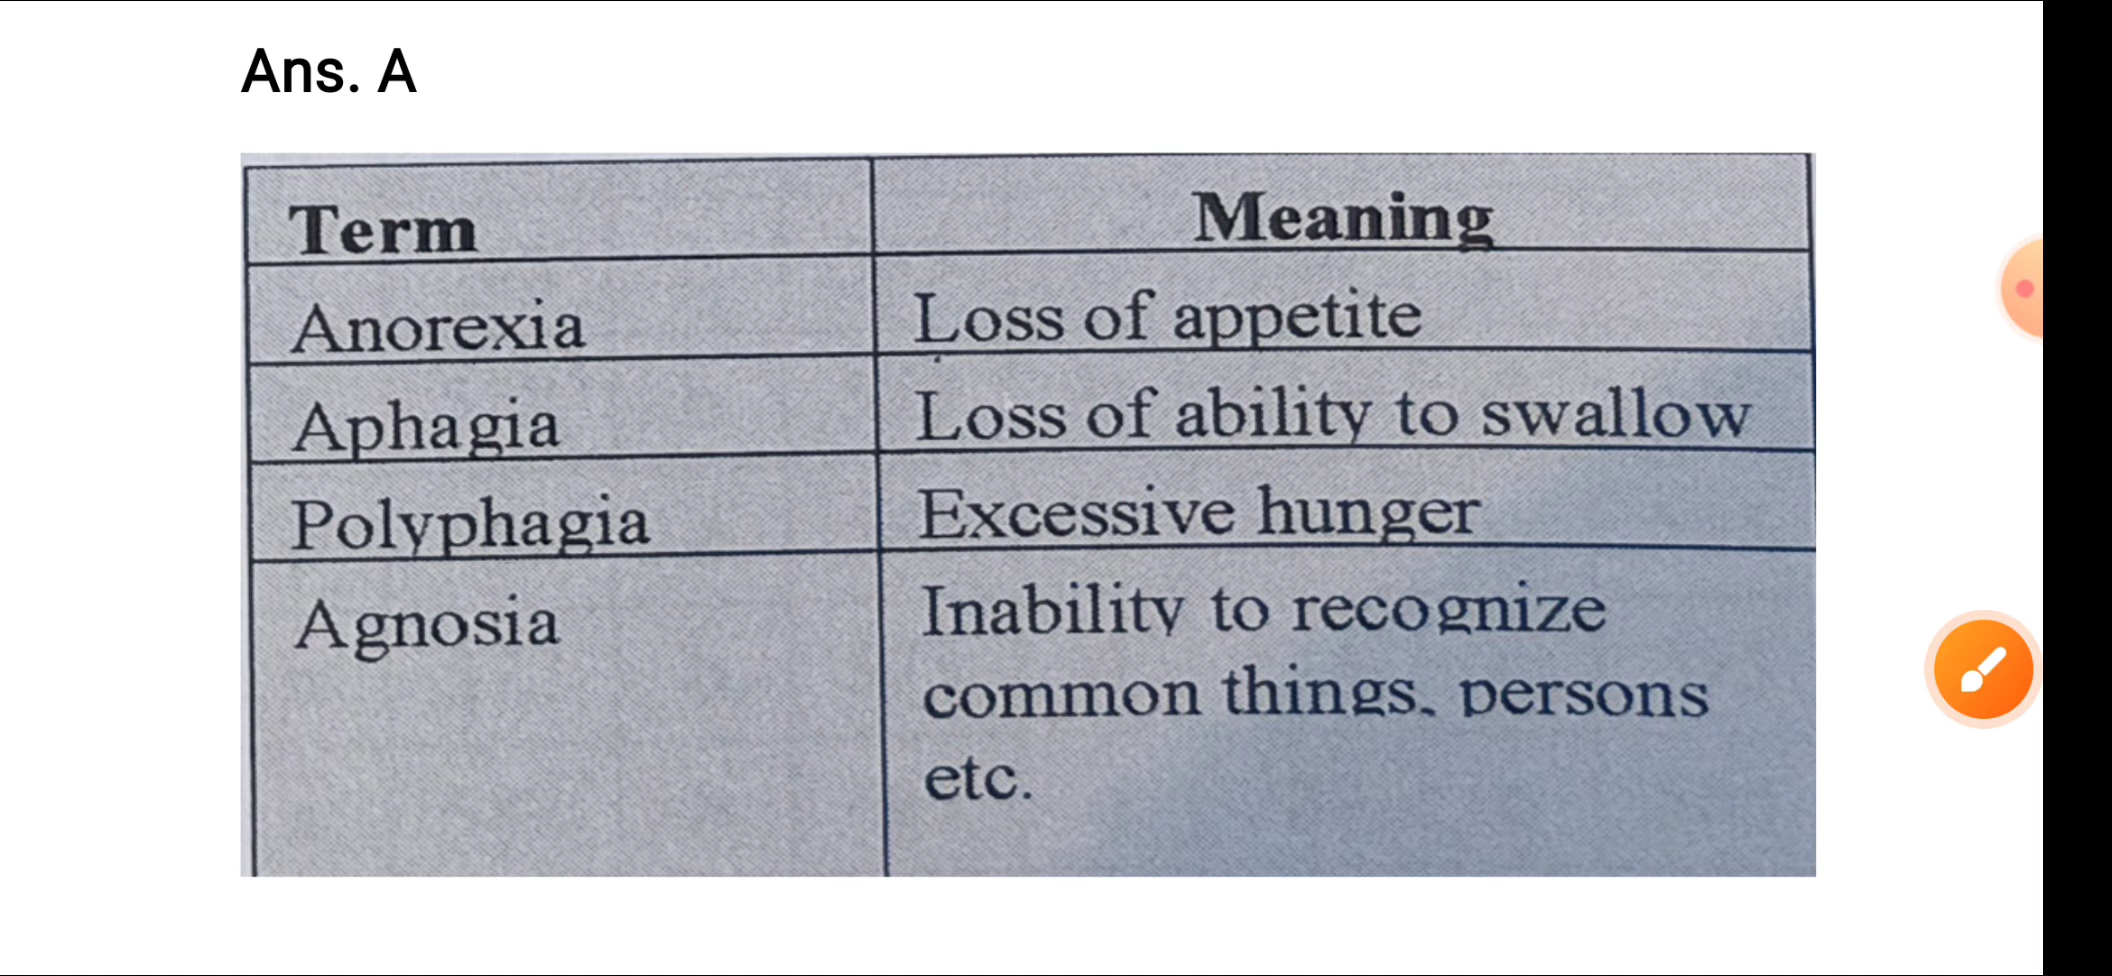 Ans. A
Term Meaning
Anorexia Loss of appetite
Aphagia Loss of ability to swallow
Polyphagia Excessive hunger
Agnosia Inability to recognize
common things, persons
etc.